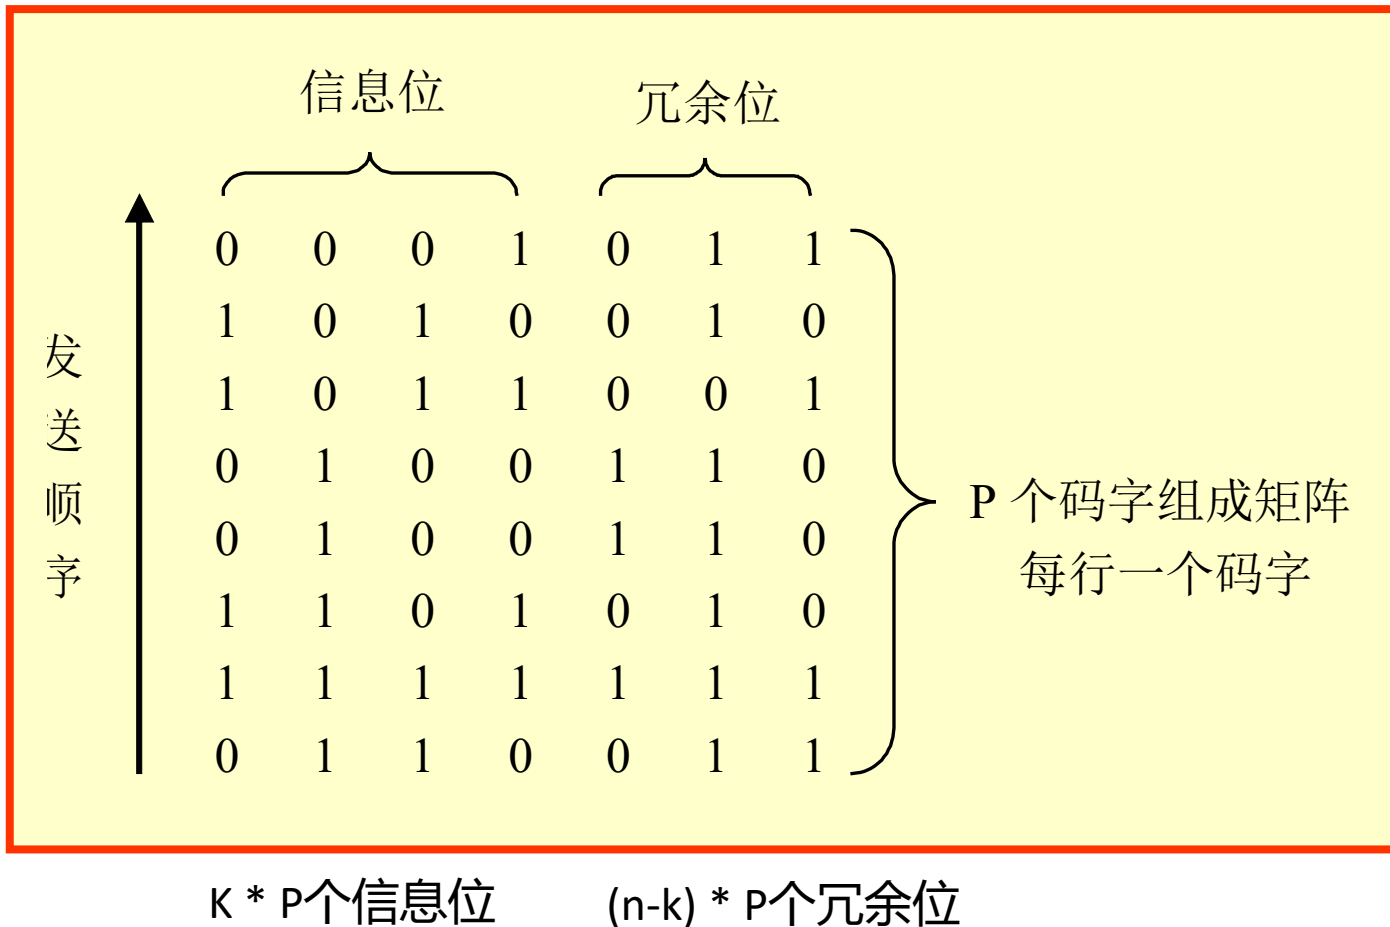 信息位 冗余位
0 0 0 1 0 1 1
1 0 1 0 0 1 0
1 0 1 1 0 0 1
0 1 0 0 1 1 0
0 1 0 0 1 1 0
1 1 0 1 0 1 0
1 1 1 1 1 1 1
0 1 1 0 0 1 1
发
送
顺
序
P 个码字组成矩阵
每行一个码字
K * P个信息位 (n-k) * P个冗余位